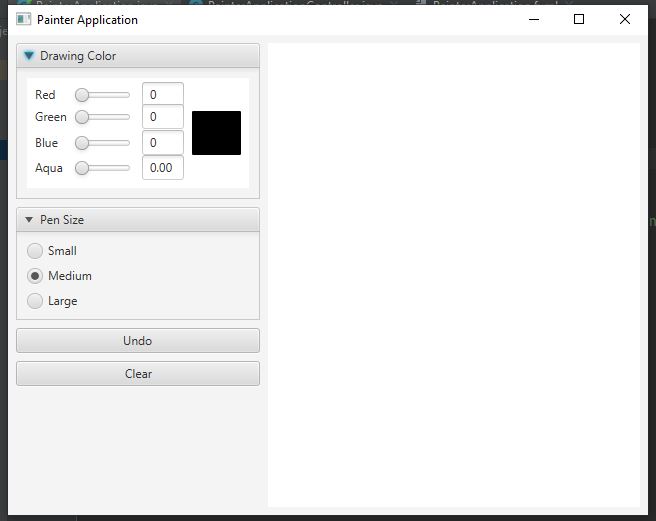 Painter Application
Drawing Color
Red 0
Green 0
Blue 0
Aqua 0.00
Pen Size
Small
Medium
Large
Undo
Clear